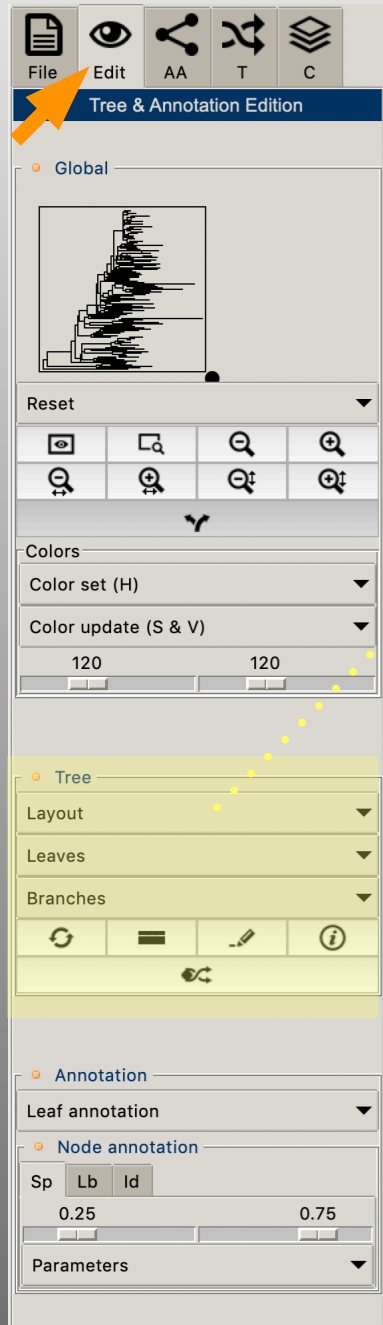 File Edit AA T C
Tree & Annotation Edition
Global
Reset
Colors
Color set (H)
Color update (S & V)
120 120
Tree
Layout
Leaves
Branches
Annotation
Leaf annotation
Node annotation
Sp Lb Id
0.25 0.75
Parameters